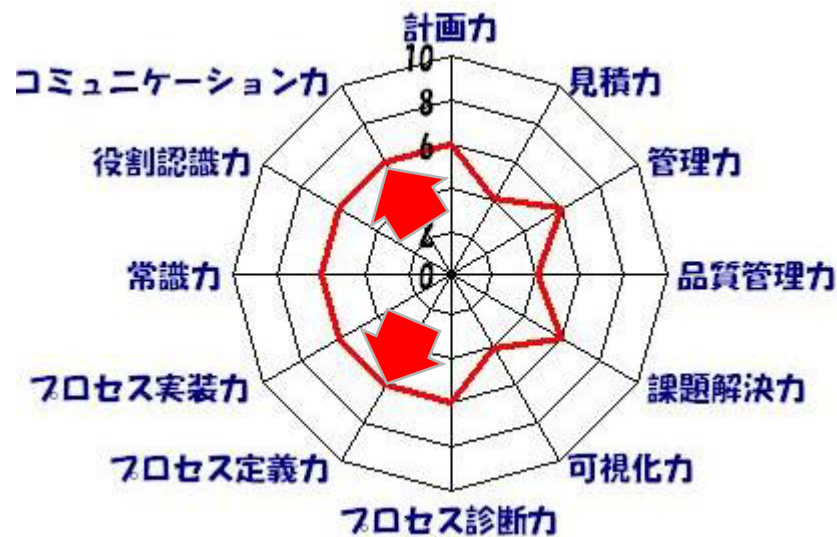 計画力
10
コミュニケーション力
見積力
8
6
役割認識力
管理力
常識力
0
品質管理力
プロセス実装力
課題解決力
プロセス定義力
可視化力
プロセス診断力